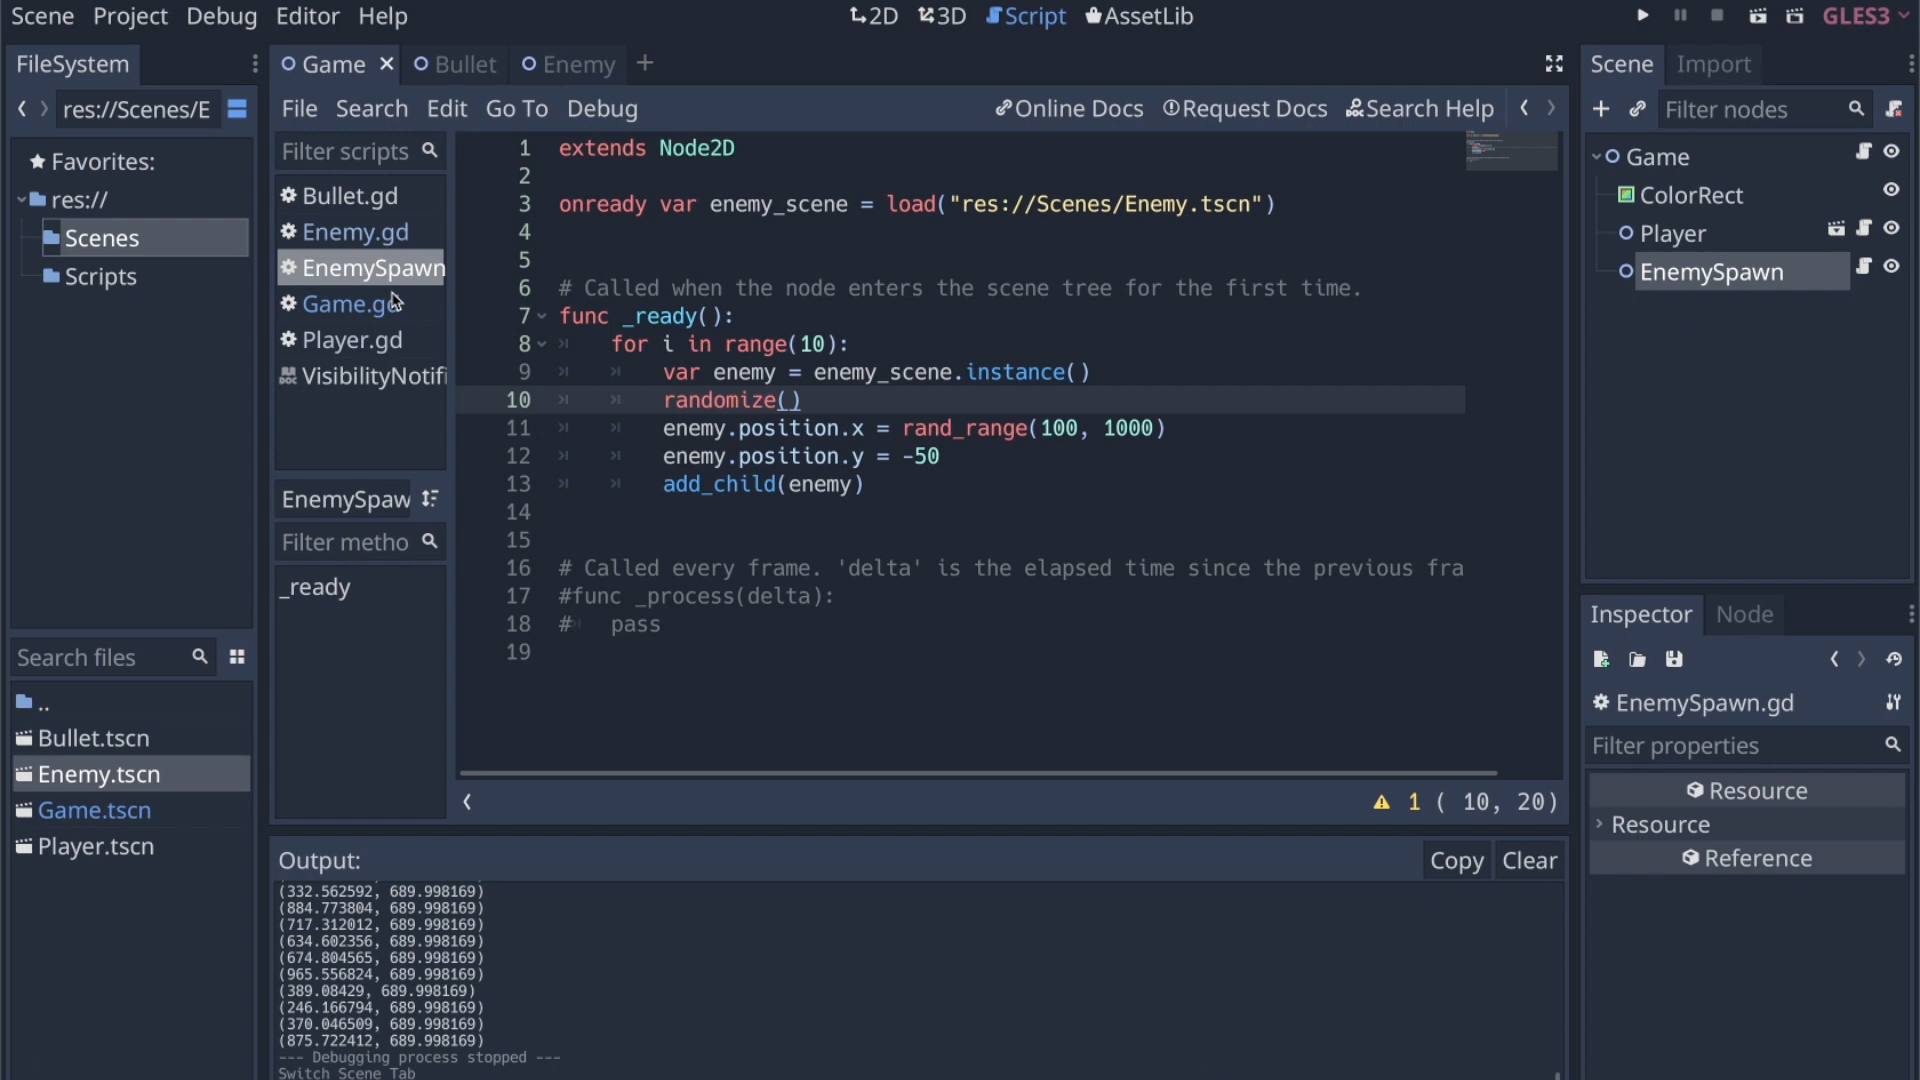 Scene Project Debug Editor Help
2D 3D Script AssetLib
GLES3
FileSystem
res://Scenes/E
Favorites:
res://
Scenes
Scripts
Search files
..
Bullet.tscn
Enemy.tscn
Game.tscn
Player.tscn
Game Bullet Enemy
File Search Edit Go To Debug
Online Docs Request Docs Search Help
Filter scripts
Bullet.gd
Enemy.gd
EnemySpawn
Game.gd
Player.gd
VisibilityNotifi
EnemySpaw
Filter metho
_ready
1 extends Node2D
2
3 onready var enemy_scene = load("res://Scenes/Enemy.tscn")
4
5
6 # Called when the node enters the scene tree for the first time.
7 func _ready():
8 for i in range(10):
9 var enemy = enemy_scene.instance()
10 randomize()
11 enemy.position.x = rand_range(100, 1000)
12 enemy.position.y = -50
13 add_child(enemy)
14
15
16 # Called every frame. 'delta' is the elapsed time since the previous fra
17 #func _process(delta):
18 # pass
19
1 ( 10, 20)
Output:
Copy Clear
(332.562592, 689.998169)
(884.773804, 689.998169)
(717.312012, 689.998169)
(634.602356, 689.998169)
(674.804565, 689.998169)
(965.556824, 689.998169)
(389.08429, 689.998169)
(246.166794, 689.998169)
(370.046509, 689.998169)
(875.722412, 689.998169)
--- Debugging process stopped ---
Switch Scene Tab
Scene Import
Filter nodes
Game
ColorRect
Player
EnemySpawn
Inspector Node
EnemySpawn.gd
Filter properties
Resource
Resource
Reference